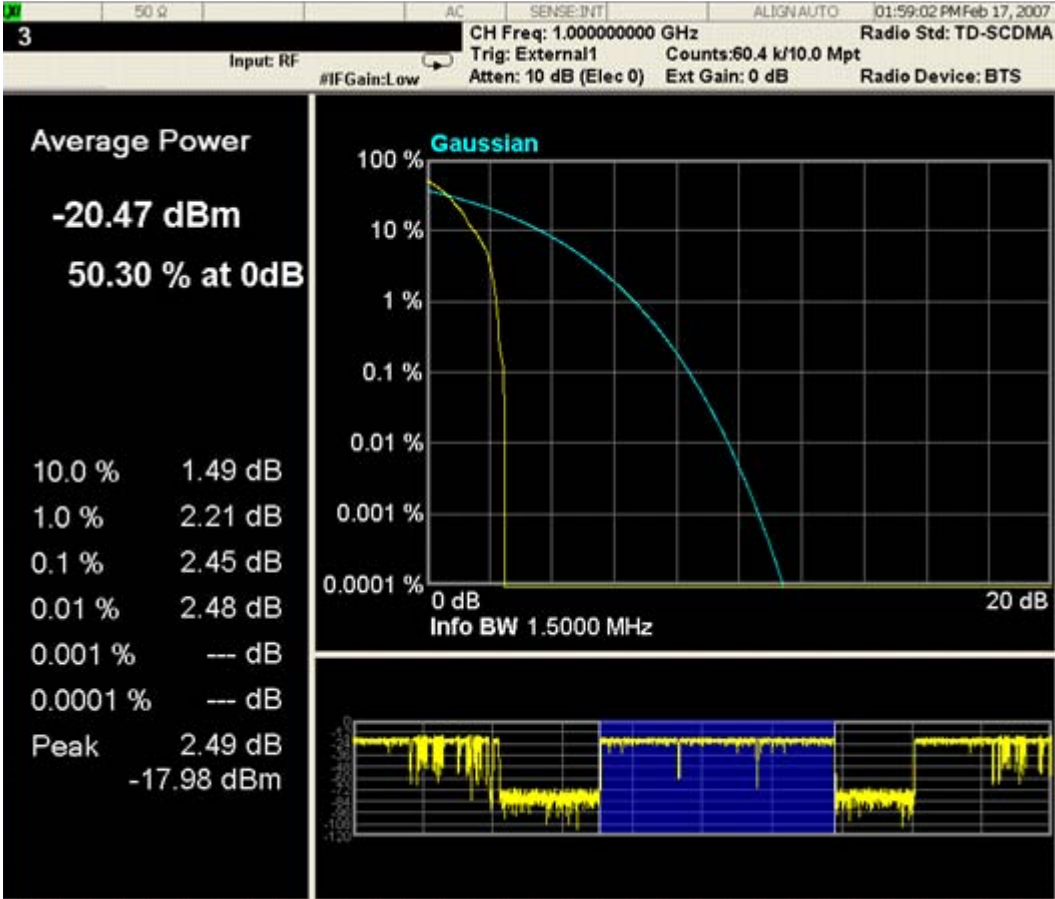 50 Ω AC SENSE:INT ALIGN AUTO 01:59:02 PM Feb 17, 2007
3
CH Freq: 1.000000000 GHz Radio Std: TD-SCDMA
Input: RF Trig: External1 Counts:60.4 k/10.0 Mpt
#IFGain:Low Atten: 10 dB (Elec 0) Ext Gain: 0 dB Radio Device: BTS
Average Power
-20.47 dBm
50.30 % at 0dB
10.0 % 1.49 dB
1.0 % 2.21 dB
0.1 % 2.45 dB
0.01 % 2.48 dB
0.001 % --- dB
0.0001 % --- dB
Peak 2.49 dB
-17.98 dBm
Gaussian
100 %
10 %
1 %
0.1 %
0.01 %
0.001 %
0.0001 %
0 dB 20 dB
Info BW 1.5000 MHz
0
-120